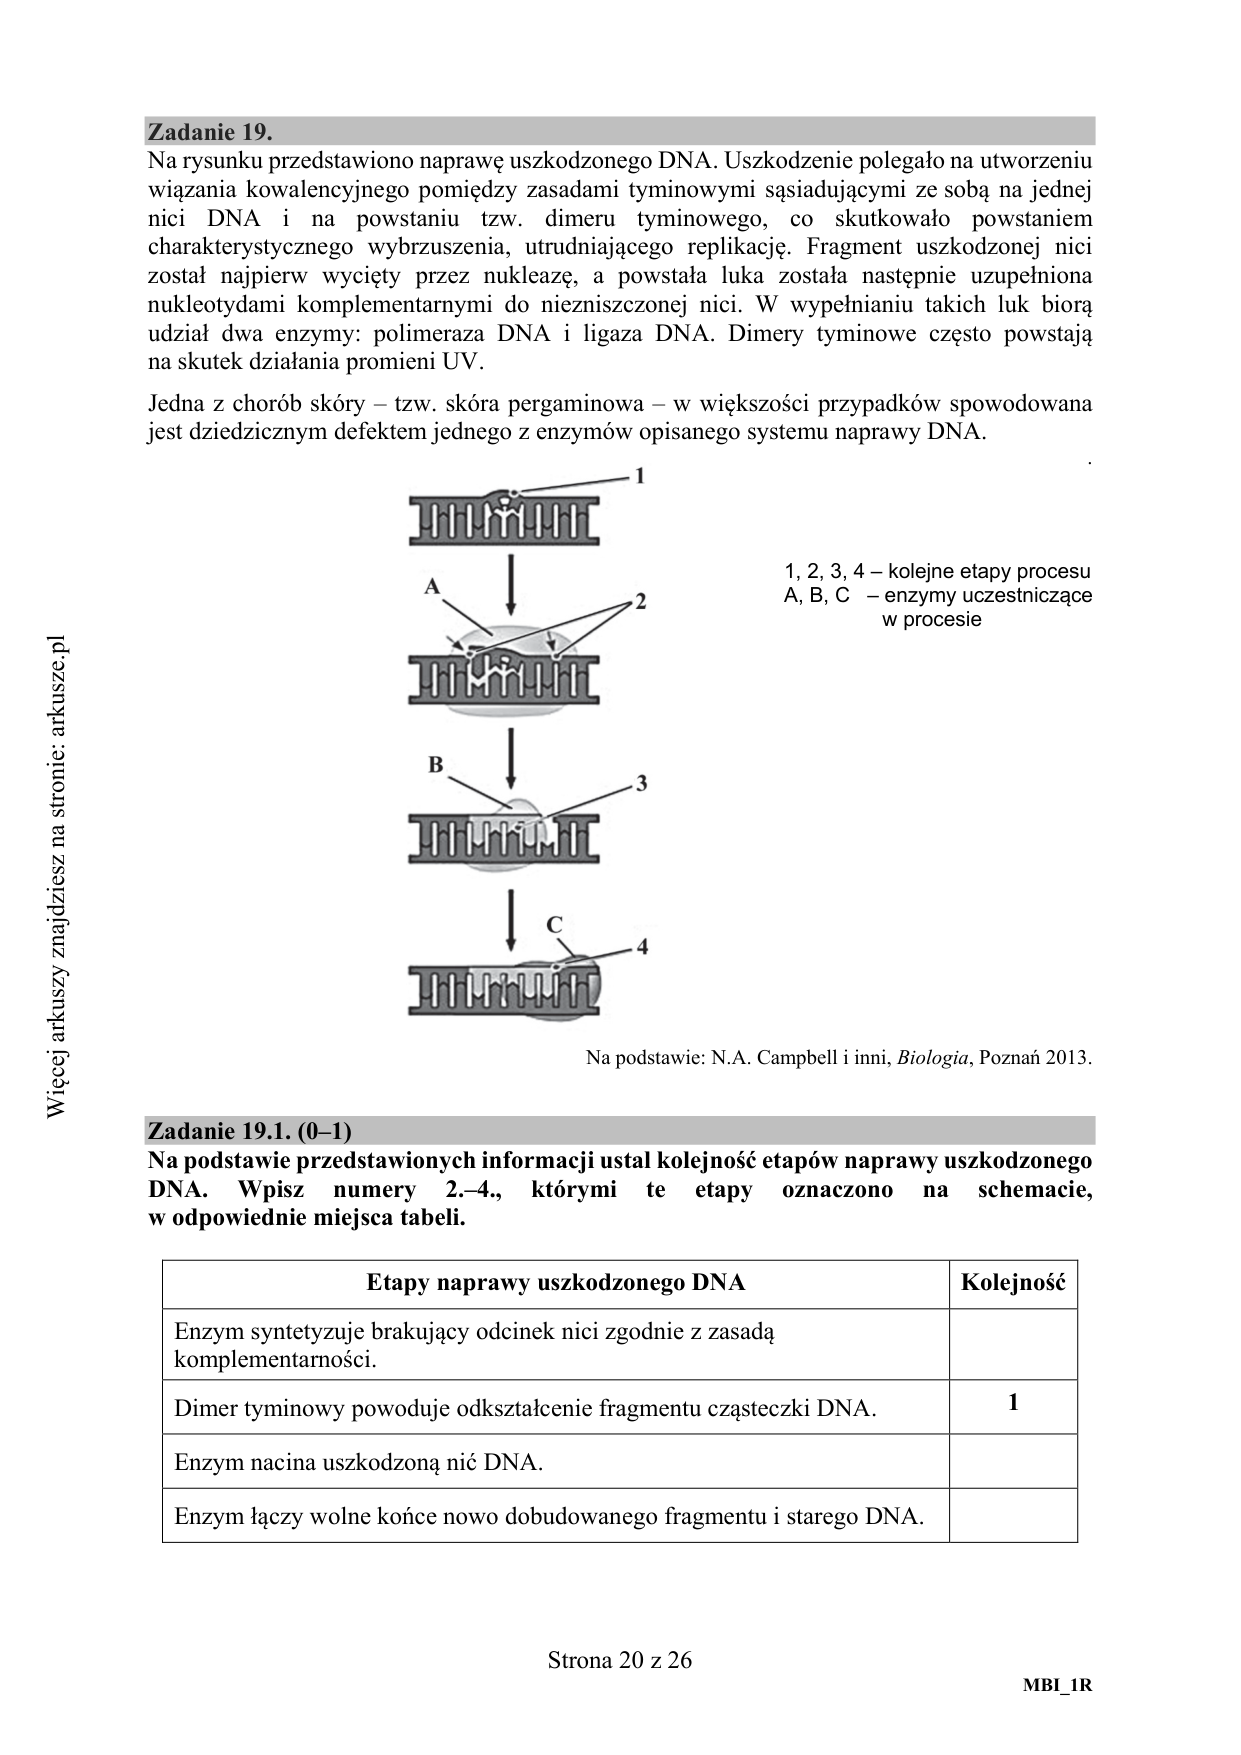 Zadanie 19.
Na rysunku przedstawiono naprawę uszkodzonego DNA. Uszkodzenie polegało na utworzeniu
wiązania kowalencyjnego pomiędzy zasadami tyminowymi sąsiadującymi ze sobą na jednej
nici DNA i na powstaniu tzw. dimeru tyminowego, co skutkowało powstaniem
charakterystycznego wybrzuszenia, utrudniającego replikację. Fragment uszkodzonej nici
został najpierw wycięty przez nukleazę, a powstała luka została następnie uzupełniona
nukleotydami komplementarnymi do niezniszczonej nici. W wypełnianiu takich luk biorą
udział dwa enzymy: polimeraza DNA i ligaza DNA. Dimery tyminowe często powstają
na skutek działania promieni UV.
Jedna z chorób skóry – tzw. skóra pergaminowa – w większości przypadków spowodowana
jest dziedzicznym defektem jednego z enzymów opisanego systemu naprawy DNA.
.
1
1, 2, 3, 4 – kolejne etapy procesu
A, B, C – enzymy uczestniczące
w procesie
A
2
B
3
C
4
Na podstawie: N.A. Campbell i inni, Biologia, Poznań 2013.
Więcej arkuszy znajdziesz na stronie: arkusze.pl
Zadanie 19.1. (0–1)
Na podstawie przedstawionych informacji ustal kolejność etapów naprawy uszkodzonego
DNA. Wpisz numery 2.–4., którymi te etapy oznaczono na schemacie,
w odpowiednie miejsca tabeli.
Etapy naprawy uszkodzonego DNA Kolejność
Enzym syntetyzuje brakujący odcinek nici zgodnie z zasadą
komplementarności.
Dimer tyminowy powoduje odkształcenie fragmentu cząsteczki DNA. 1
Enzym nacina uszkodzoną nić DNA.
Enzym łączy wolne końce nowo dobudowanego fragmentu i starego DNA.
Strona 20 z 26
MBI_1R